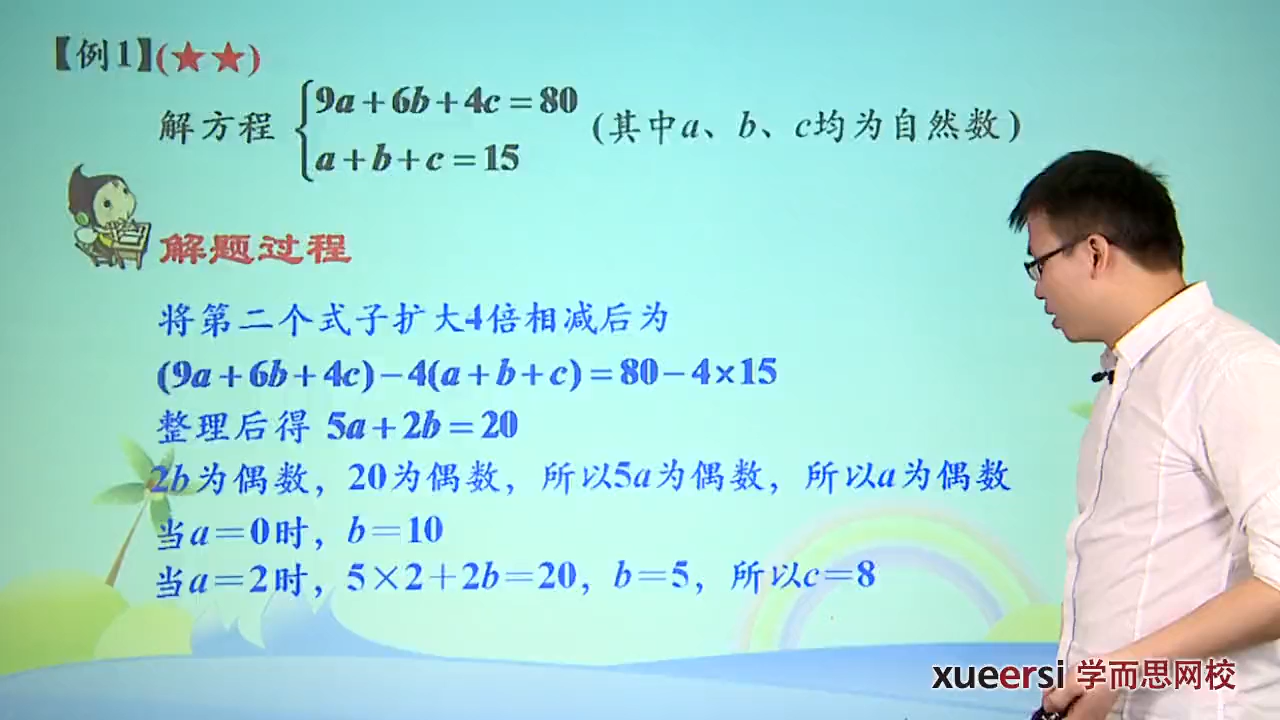 【例1】(★★)
解方程 { 9a+6b+4c=80
a+b+c=15 (其中a、b、c均为自然数)
解题过程
将第二个式子扩大4倍相减后为
(9a+6b+4c)-4(a+b+c)=80-4×15
整理后得 5a+2b=20
2b为偶数，20为偶数，所以5a为偶数，所以a为偶数
当a=0时，b=10
当a=2时，5×2+2b=20，b=5，所以c=8
xueersi 学而思网校